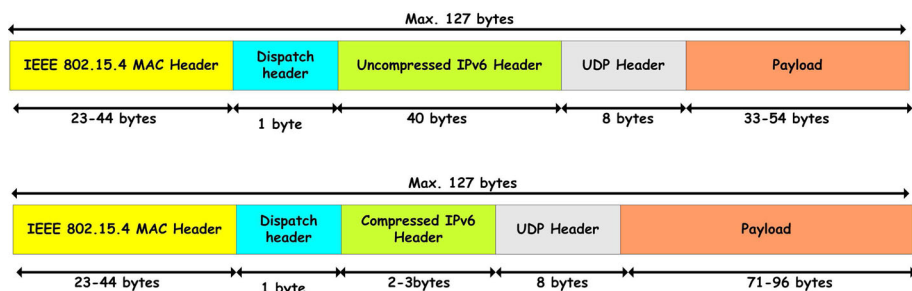 Max. 127 bytes
IEEE 802.15.4 MAC Header
Dispatch
header
Uncompressed IPv6 Header
UDP Header
Payload
23-44 bytes
1 byte
40 bytes
8 bytes
33-54 bytes
Max. 127 bytes
IEEE 802.15.4 MAC Header
Dispatch
header
Compressed IPv6
Header
UDP Header
Payload
23-44 bytes
1 byte
2-3bytes
8 bytes
71-96 bytes